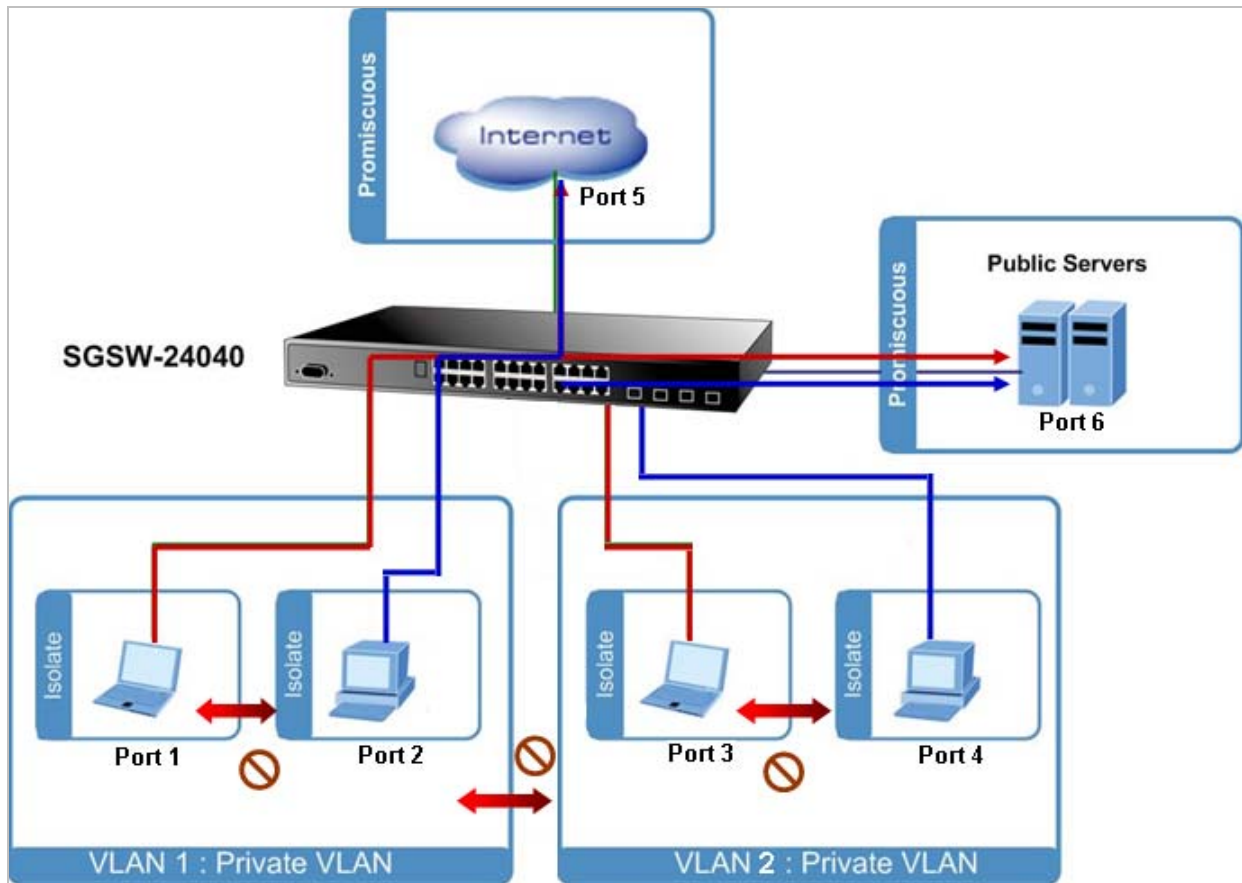 Promiscuous
Internet
Port 5
SGSW-24040
Promiscuous
Public Servers
Port 6
Isolate
Port 1
Isolate
Port 2
Isolate
Port 3
Isolate
Port 4
VLAN 1 : Private VLAN
VLAN 2 : Private VLAN